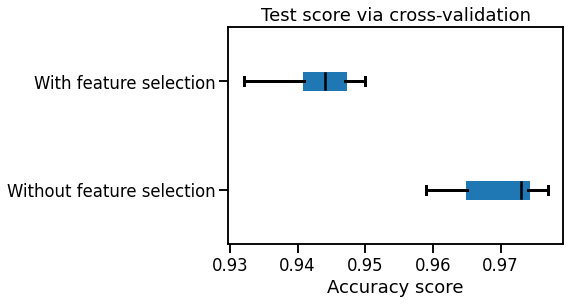 Test score via cross-validation
With feature selection
Without feature selection
0.93 0.94 0.95 0.96 0.97
Accuracy score